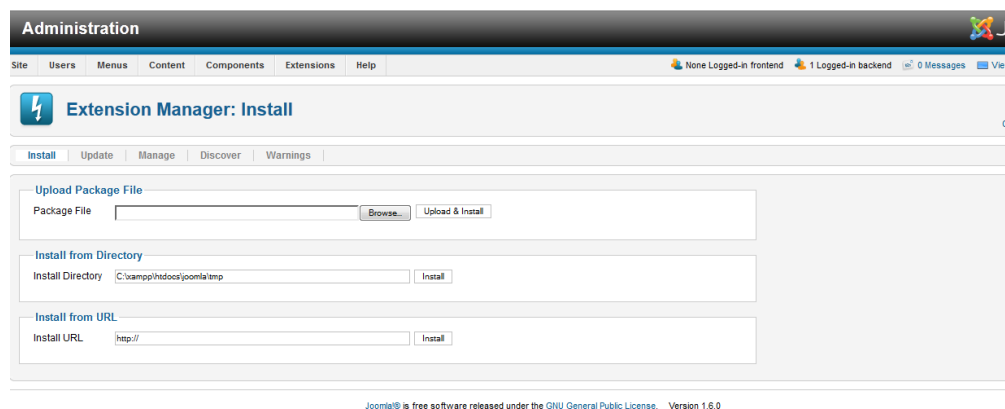 Administration
Site Users Menus Content Components Extensions Help None Logged-in frontend 1 Logged-in backend 0 Messages
Extension Manager: Install
Install Update Manage Discover Warnings
Upload Package File
Package File Browse... Upload & Install
Install from Directory
Install Directory C:\xampp\htdocs\joomla\tmp Install
Install from URL
Install URL http:// Install
Joomla!® is free software released under the GNU General Public License. Version 1.6.0